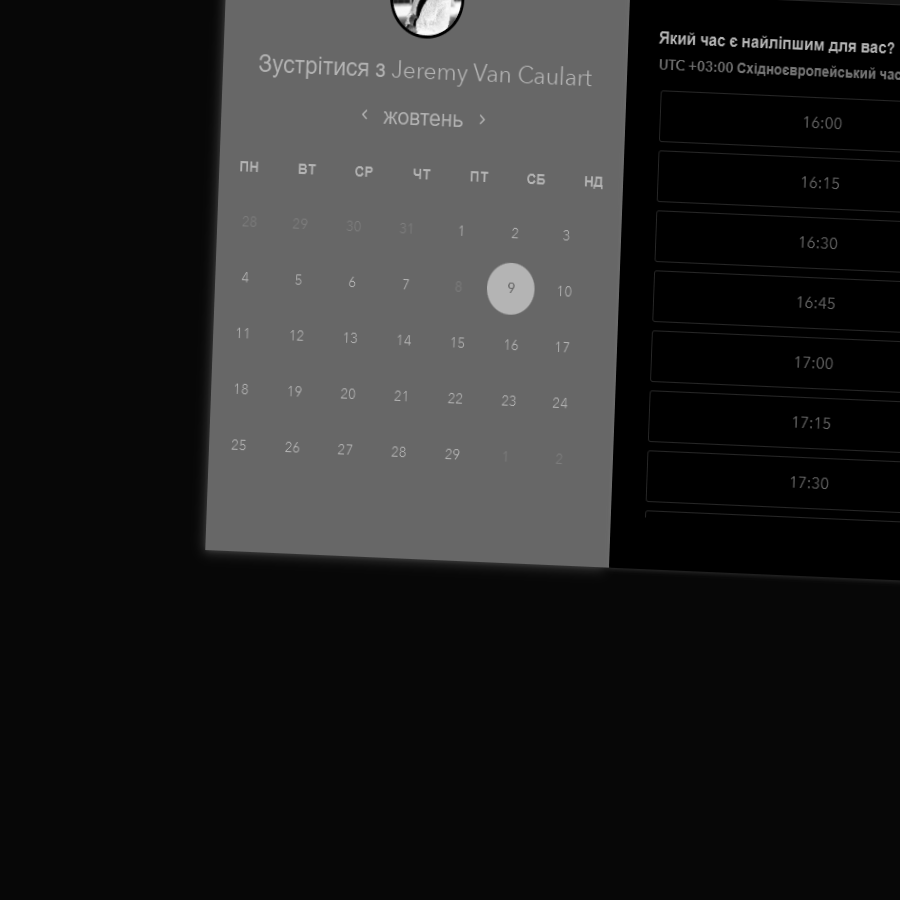 Зустрітися з Jeremy Van Caulart
жовтень
ПН ВТ СР ЧТ ПТ СБ НД
28 29 30 31 1 2 3
4 5 6 7 8 9 10
11 12 13 14 15 16 17
18 19 20 21 22 23 24
25 26 27 28 29 1 2
Який час є найліпшим для вас?
UTC +03:00 Східноєвропейський час
16:00
16:15
16:30
16:45
17:00
17:15
17:30